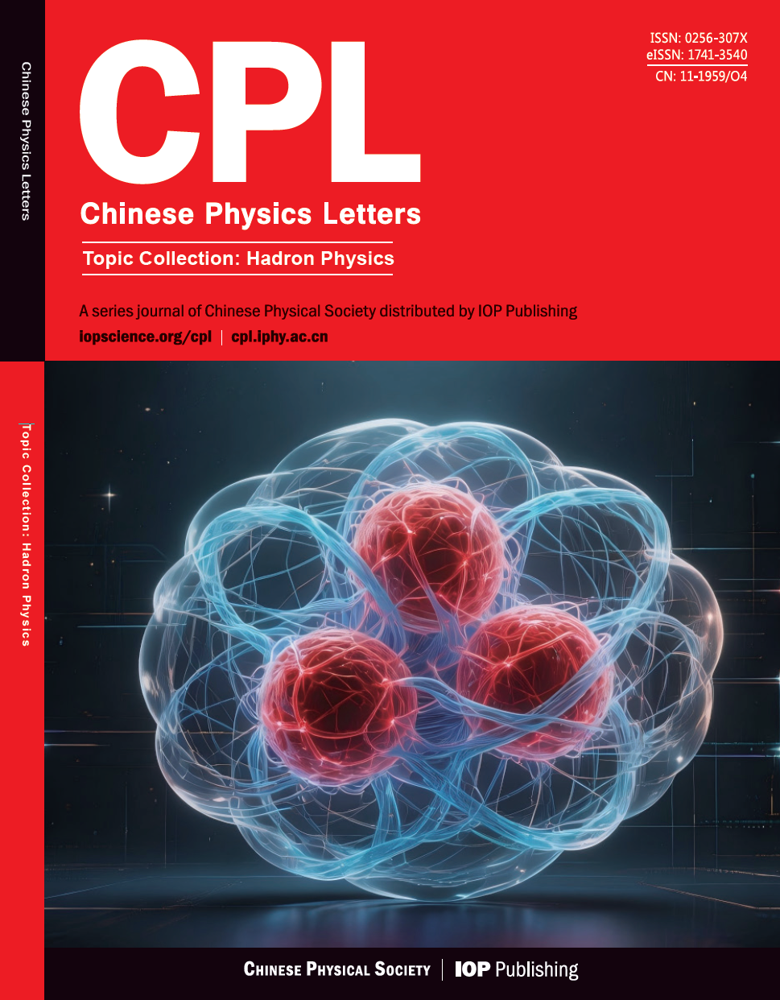 CPL
Chinese Physics Letters
Topic Collection: Hadron Physics
A series journal of Chinese Physical Society distributed by IOP Publishing
iopscience.org/cpl | cpl.iphy.ac.cn
ISSN: 0256-307X
eISSN: 1741-3540
CN: 11-1959/O4
Chinese Physics Letters
Topic Collection: Hadron Physics
CHINESE PHYSICAL SOCIETY | IOP Publishing